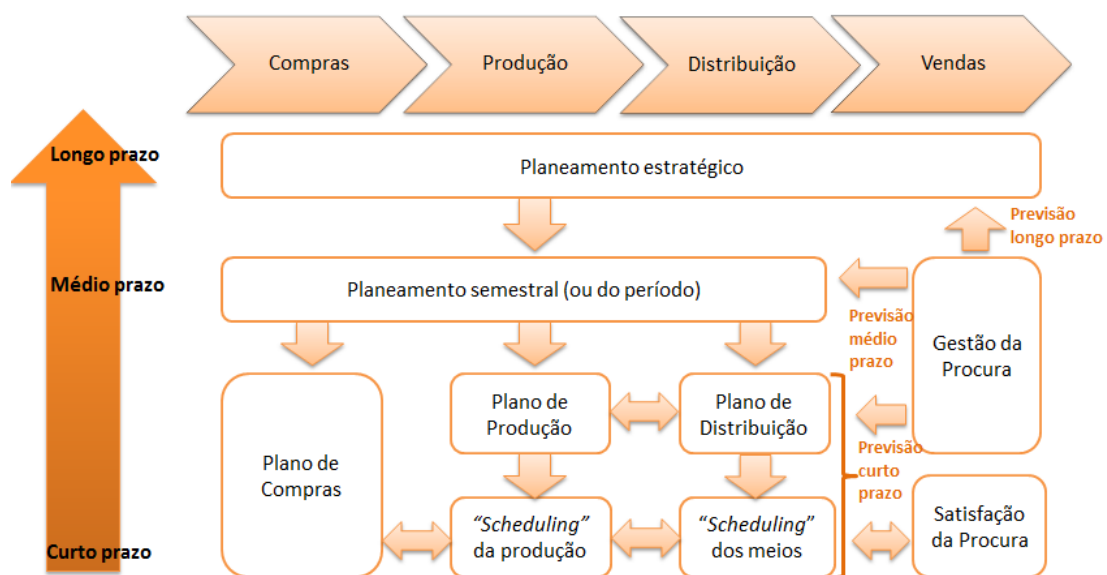 Compras
Produção
Distribuição
Vendas
Longo prazo
Planeamento estratégico
Previsão
longo prazo
Médio prazo
Planeamento semestral (ou do período)
Previsão
médio
prazo
Gestão da
Procura
Plano de
Compras
Plano de
Produção
Plano de
Distribuição
Previsão
curto
prazo
Curto prazo
“Scheduling”
da produção
“Scheduling”
dos meios
Satisfação
da Procura